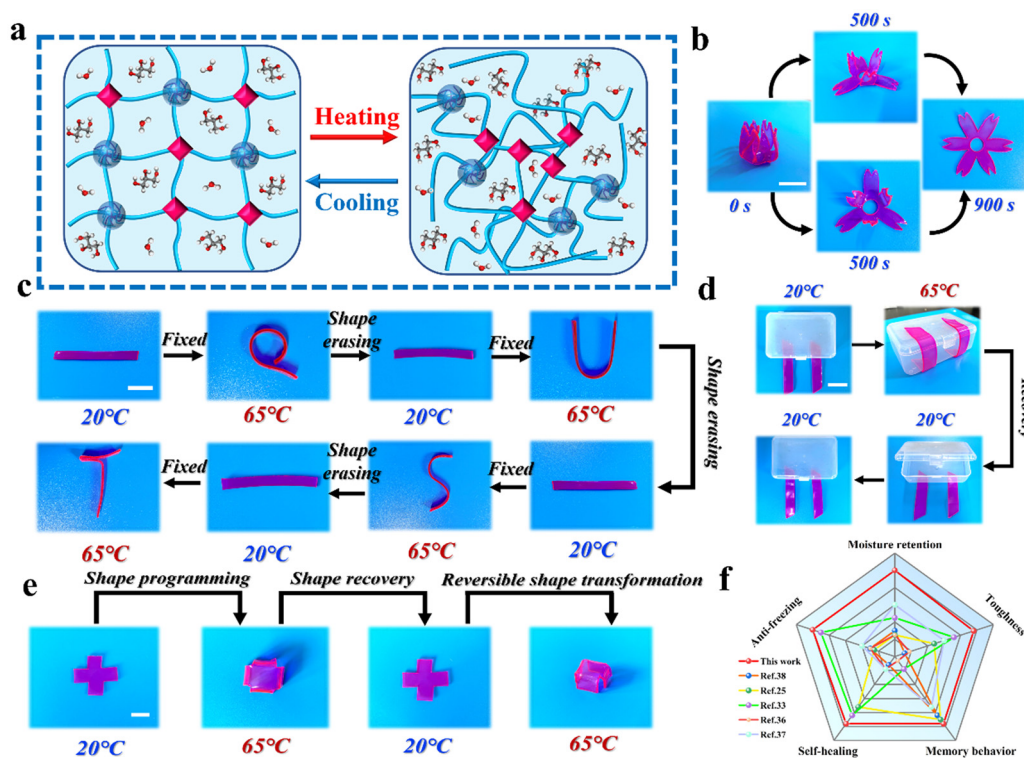 a
Heating
Cooling
b
500 s
0 s
900 s
500 s
c
Fixed
Shape
erasing
Fixed
20°C
65°C
20°C
65°C
Shape erasing
Fixed
Shape
erasing
Fixed
65°C
20°C
65°C
20°C
d
20°C
65°C
20°C
20°C
e
Shape programming
Shape recovery
Reversible shape transformation
20°C
65°C
20°C
65°C
f
Moisture retention
Anti-freezing
Toughness
This work
Ref.38
Ref.25
Ref.33
Ref.36
Ref.37
Self-healing
Memory behavior